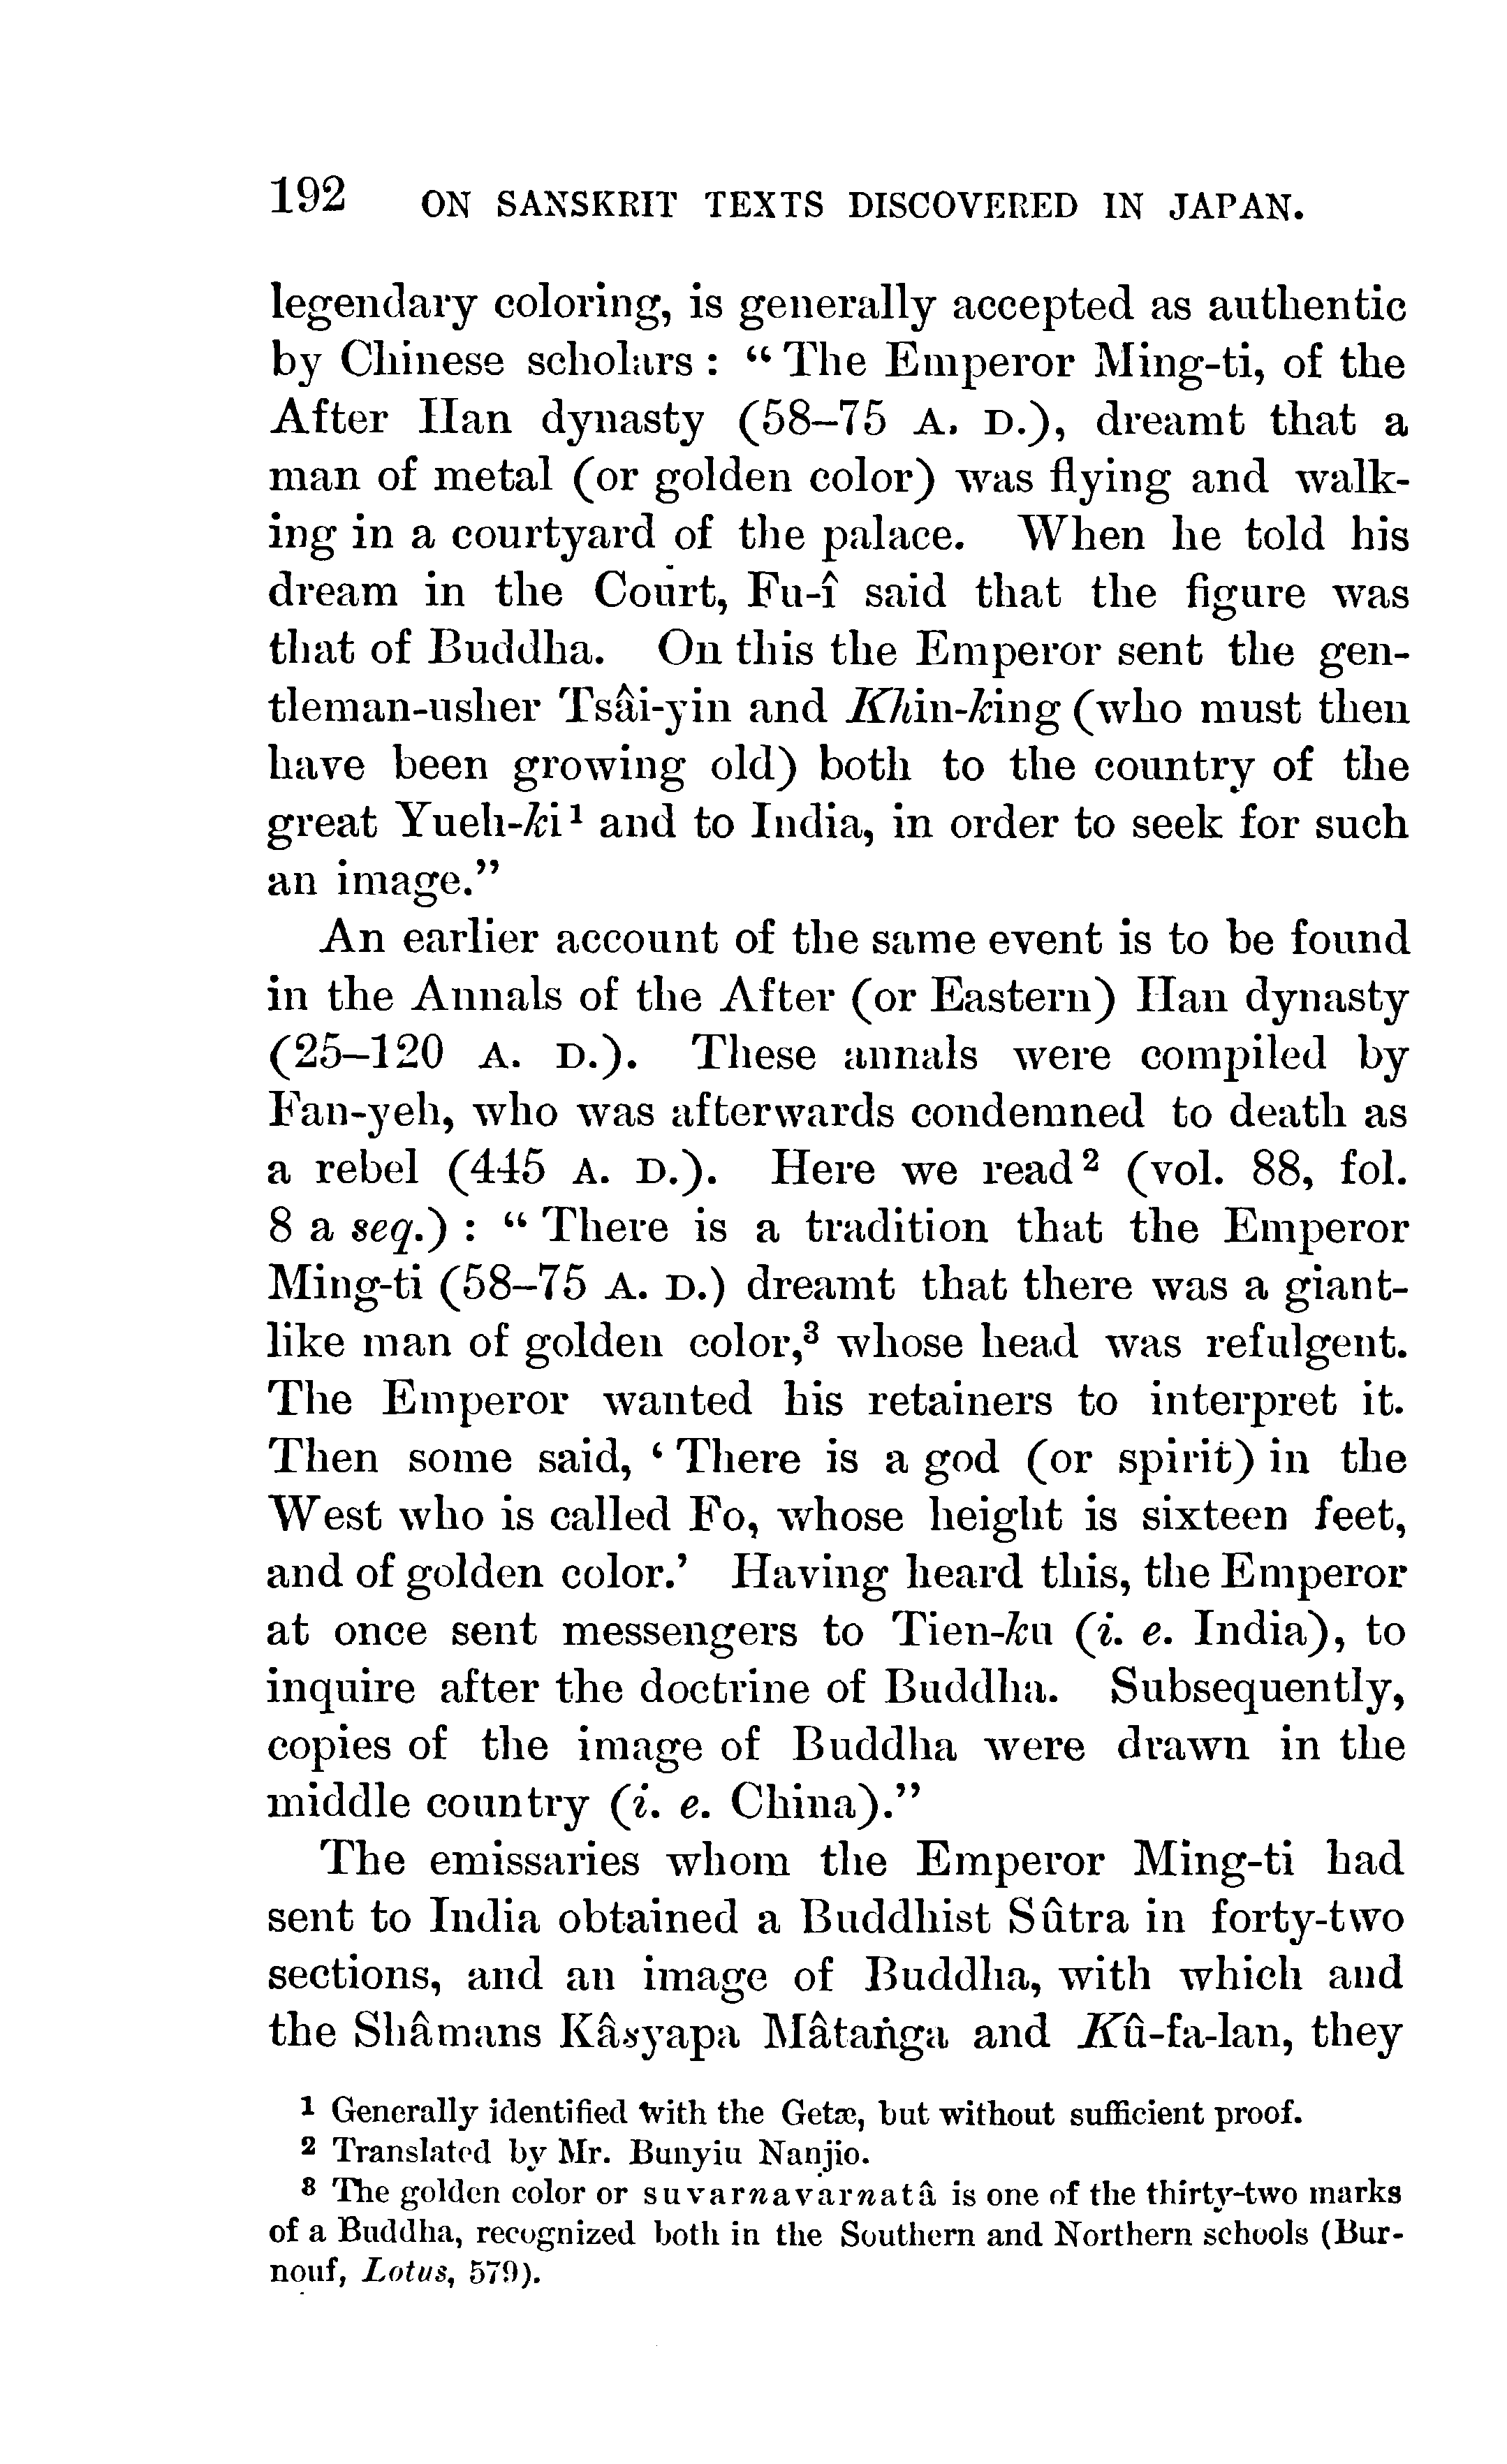 192 ON SANSKRIT TEXTS DISCOVERED IN JAPAN.
legendary coloring, is generally accepted as authentic
by Chinese scholars : “ The Emperor Ming-ti, of the
After Han dynasty (58–75 A. D.), dreamt that a
man of metal (or golden color) was flying and walk-
ing in a courtyard of the palace. When he told his
dream in the Court, Fu-î said that the figure was
that of Buddha. On this the Emperor sent the gen-
tleman-usher Tsâi-yin and Khin-king (who must then
have been growing old) both to the country of the
great Yueh-ki¹ and to India, in order to seek for such
an image.”
An earlier account of the same event is to be found
in the Annals of the After (or Eastern) Han dynasty
(25–120 A. D.). These annals were compiled by
Fan-yeh, who was afterwards condemned to death as
a rebel (445 A. D.). Here we read² (vol. 88, fol.
8 a seq.) : “ There is a tradition that the Emperor
Ming-ti (58–75 A. D.) dreamt that there was a giant-
like man of golden color,³ whose head was refulgent.
The Emperor wanted his retainers to interpret it.
Then some said, ‘ There is a god (or spirit) in the
West who is called Fo, whose height is sixteen feet,
and of golden color.’ Having heard this, the Emperor
at once sent messengers to Tien-ku (i. e. India), to
inquire after the doctrine of Buddha. Subsequently,
copies of the image of Buddha were drawn in the
middle country (i. e. China).”
The emissaries whom the Emperor Ming-ti had
sent to India obtained a Buddhist Sûtra in forty-two
sections, and an image of Buddha, with which and
the Shâmans Kâsyapa Mâtaṅga and Kû-fa-lan, they
1 Generally identified with the Getæ, but without sufficient proof.
2 Translated by Mr. Bunyiu Nanjio.
3 The golden color or suvarnavarnatâ is one of the thirty-two marks
of a Buddha, recognized both in the Southern and Northern schools (Bur-
nouf, Lotus, 579).